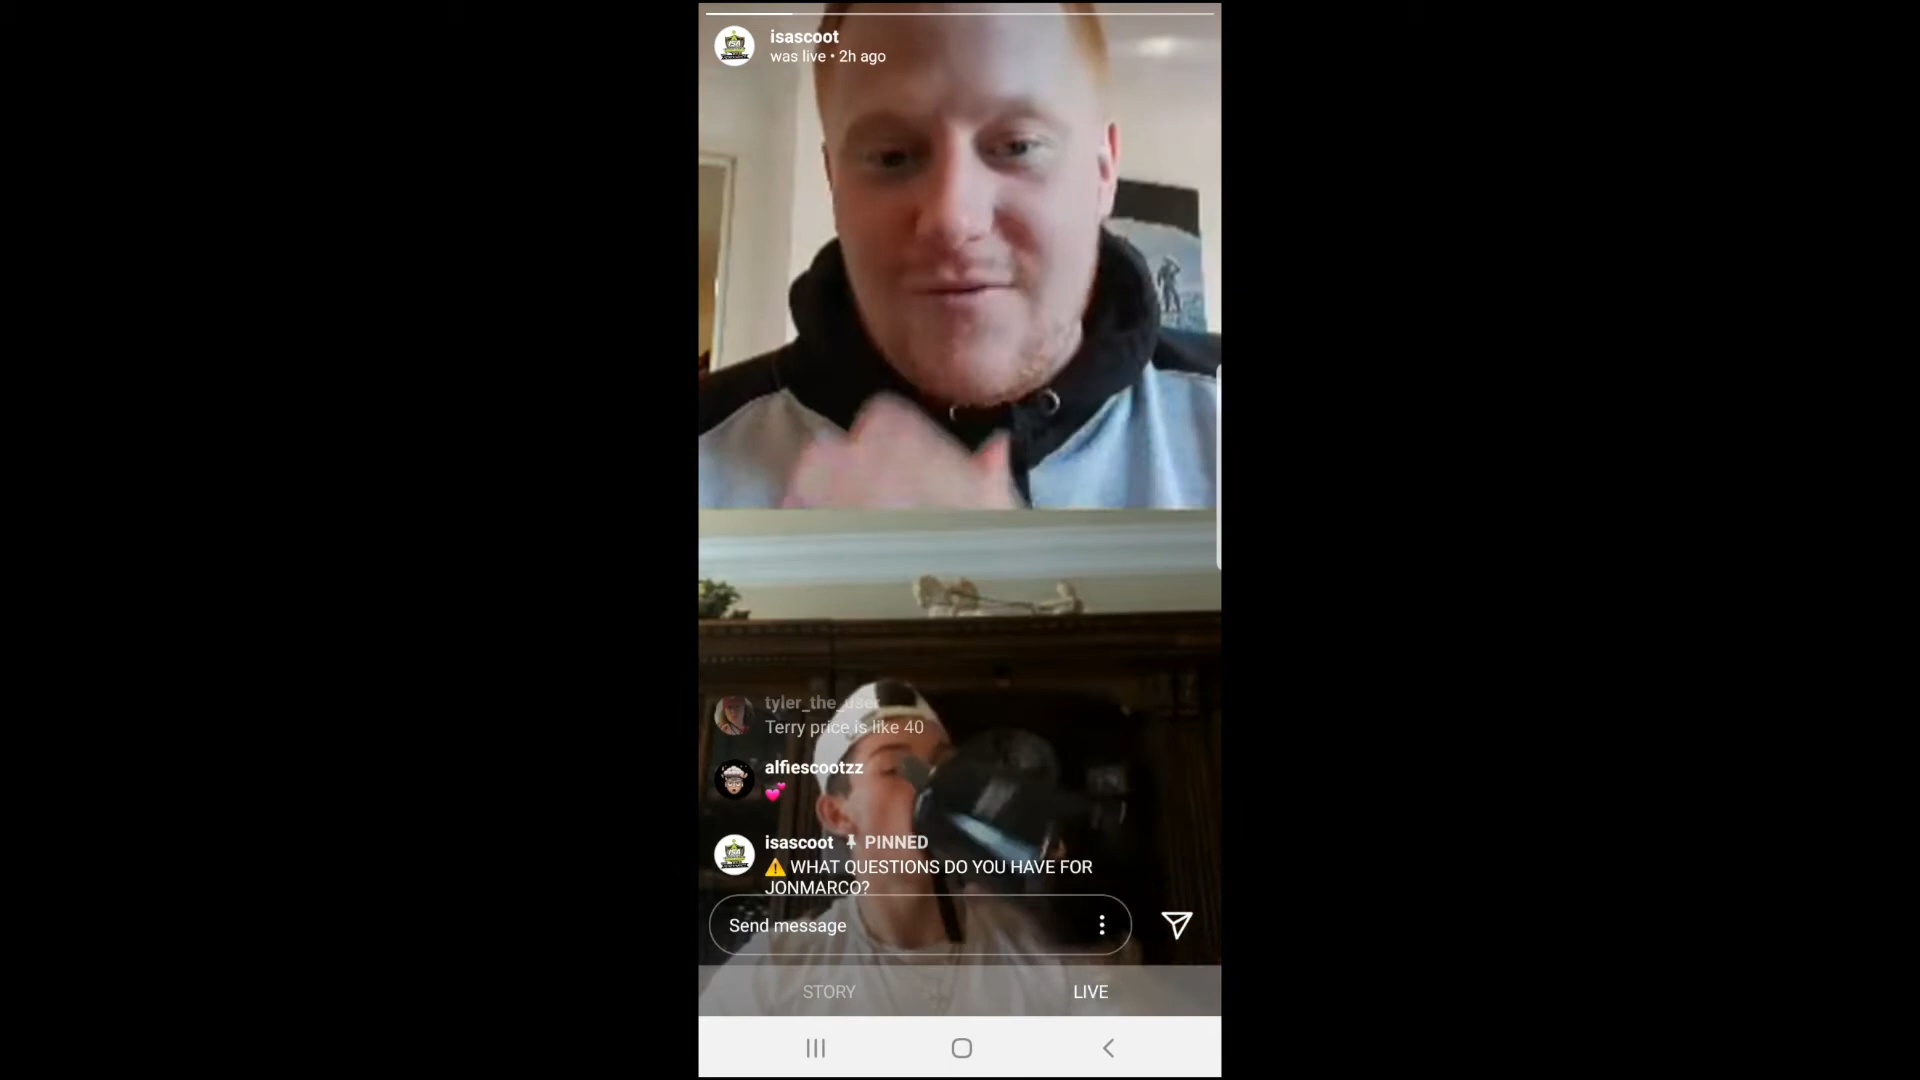 isascoot
was live • 2h ago
tyler_the_user
Terry price is like 40
alfiescootzz
💕
isascoot PINNED
⚠️ WHAT QUESTIONS DO YOU HAVE FOR
JONMARCO?
Send message
STORY
LIVE